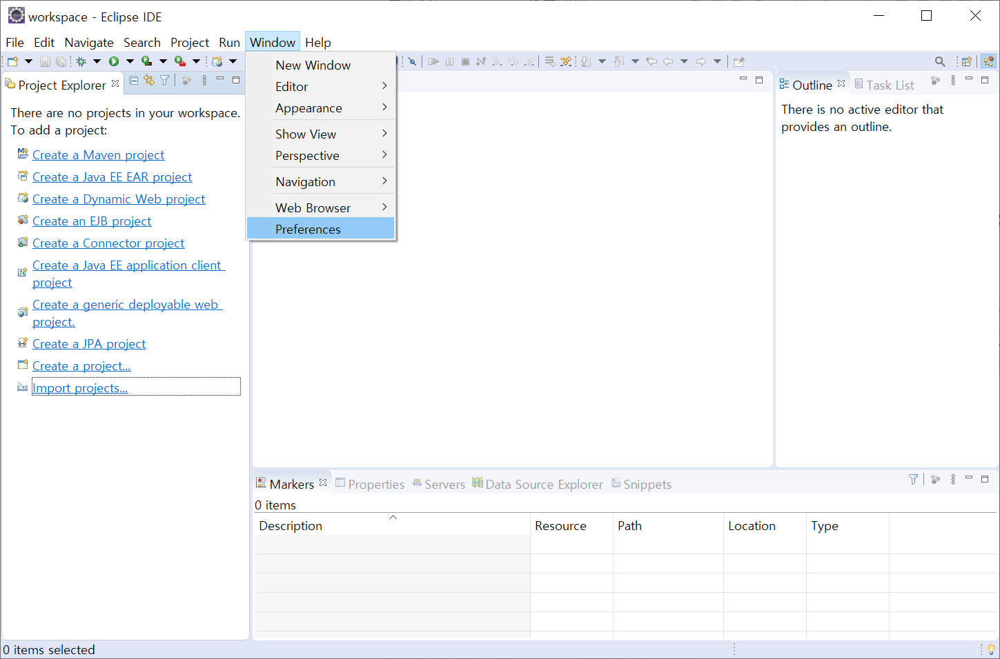 workspace - Eclipse IDE
File Edit Navigate Search Project Run Window Help
New Window
Editor
Appearance
Show View
Perspective
Navigation
Web Browser
Preferences
Project Explorer
There are no projects in your workspace.
To add a project:
Create a Maven project
Create a Java EE EAR project
Create a Dynamic Web project
Create an EJB project
Create a Connector project
Create a Java EE application client
project
Create a generic deployable web
project.
Create a JPA project
Create a project...
Import projects...
Outline Task List
There is no active editor that
provides an outline.
Markers Properties Servers Data Source Explorer Snippets
0 items
Description Resource Path Location Type
0 items selected